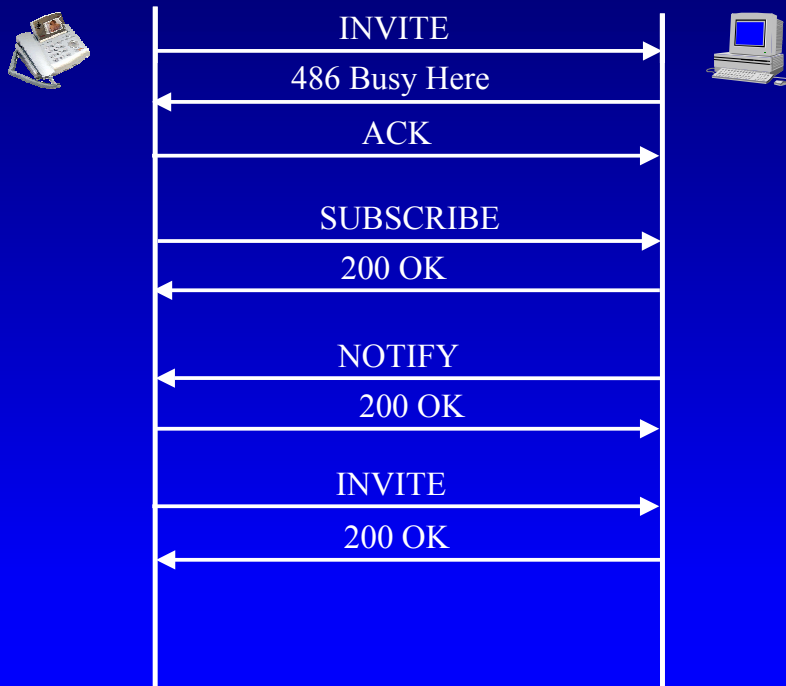 INVITE
486 Busy Here
ACK
SUBSCRIBE
200 OK
NOTIFY
200 OK
INVITE
200 OK